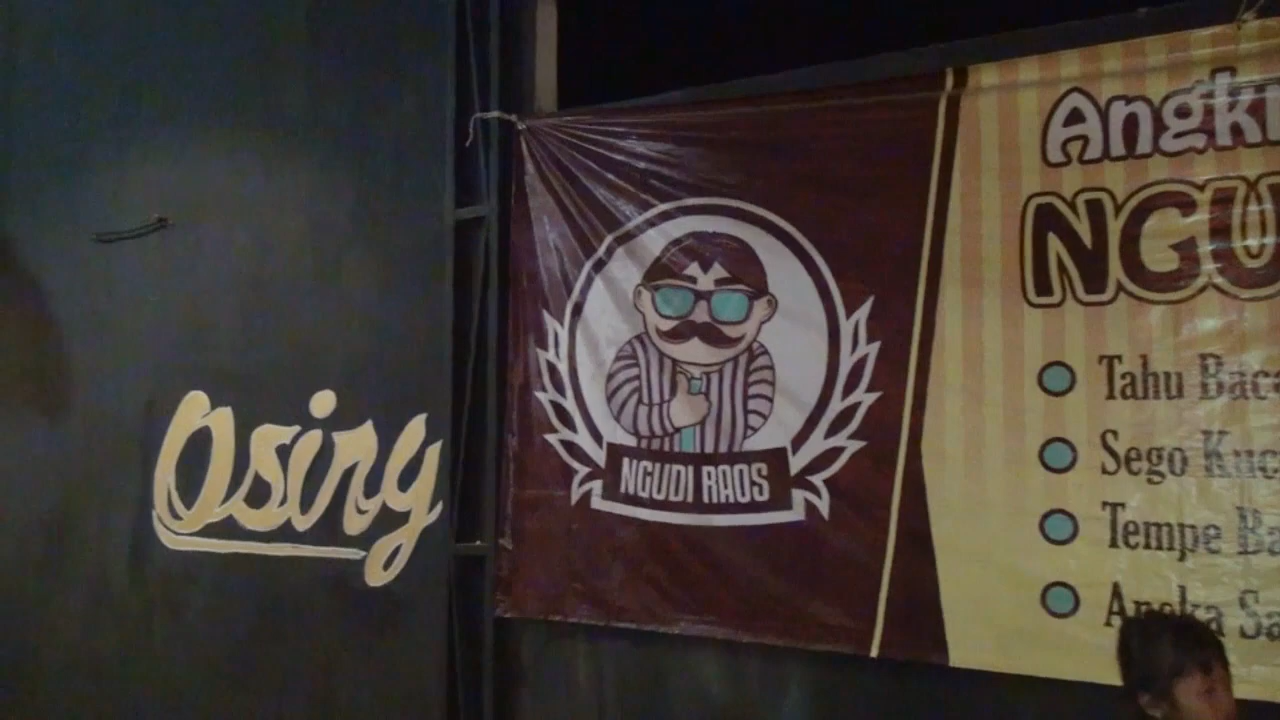 Osiry
NGUDI RAOS
Angk
NGU
Tahu Bac
Sego Kuc
Tempe Ba
Aneka Sa